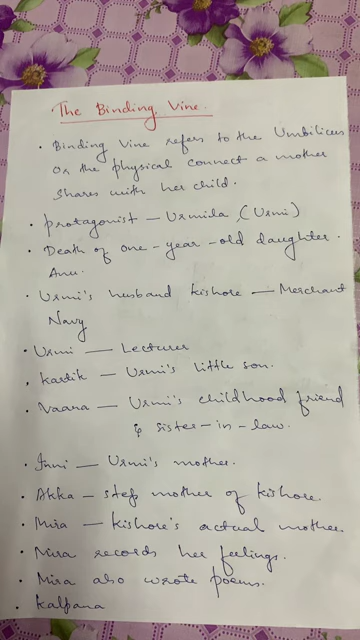 The Binding Vine.
• Binding Vine refers to the Umbilicus
Or the physical connect a mother
shares with her child.
• protagonist — Urmila (Urmi)
• Death of one-year-old daughter.
Anu.
• Urmi's husband kishore — Merchant
Navy
• Urmi — Lecturer
• kartik — Urmi's little son.
• Vaana — Urmi's childhood friend
& sister-in-law.
• Inni — Urmi's mother.
• Akka — step mother of kishore.
• Mira — kishore's actual mother.
• Mira records her feelings.
• Mira also wrote poems.
• kalpana